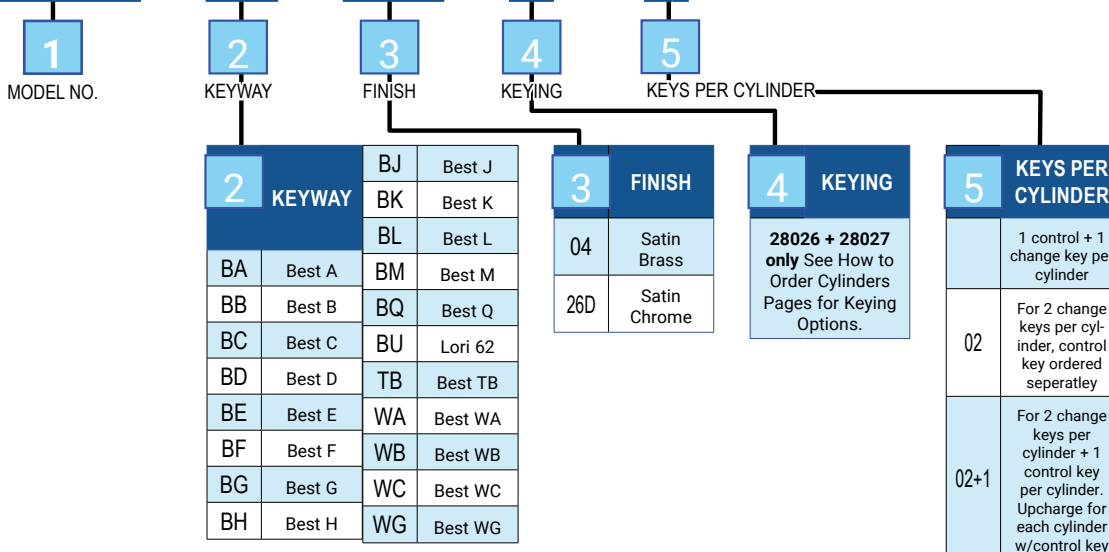 1
2
3
4
5
MODEL NO.
KEYWAY
FINISH
KEYING
KEYS PER CYLINDER
2 KEYWAY
BA Best A
BB Best B
BC Best C
BD Best D
BE Best E
BF Best F
BG Best G
BH Best H
BJ Best J
BK Best K
BL Best L
BM Best M
BQ Best Q
BU Lori 62
TB Best TB
WA Best WA
WB Best WB
WC Best WC
WG Best WG
3 FINISH
04 Satin
Brass
26D Satin
Chrome
4 KEYING
28026 + 28027
only See How to
Order Cylinders
Pages for Keying
Options.
5 KEYS PER
CYLINDER
1 control + 1
change key pe
cylinder
02
For 2 change
keys per cyl-
inder, control
key ordered
seperatley
02+1
For 2 change
keys per
cylinder + 1
control key
per cylinder.
Upcharge for
each cylinder
w/control key